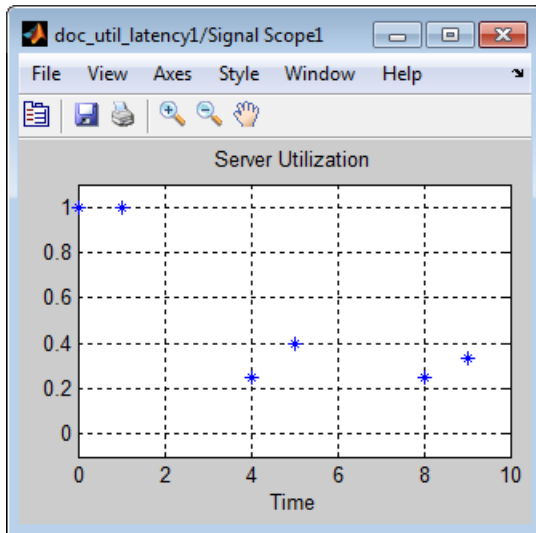 doc_util_latency1/Signal Scope1
File View Axes Style Window Help
Server Utilization
1
0.8
0.6
0.4
0.2
0
0 2 4 6 8 10
Time